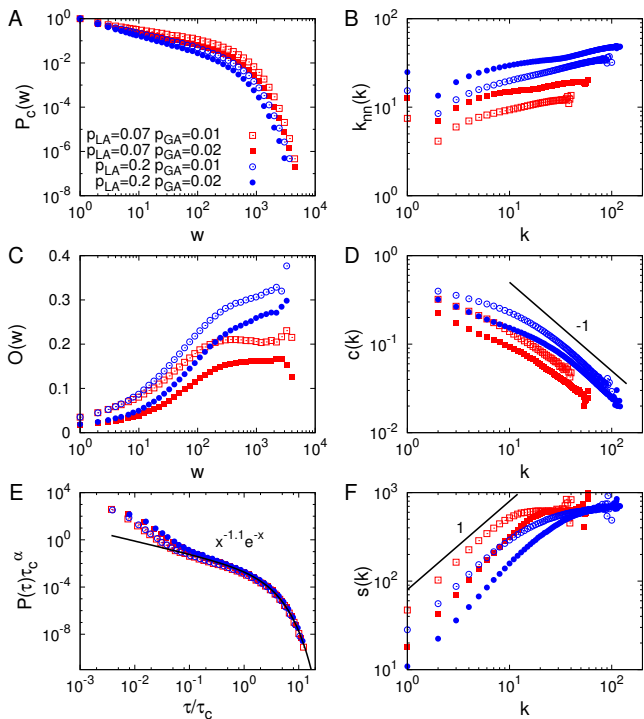 A
P_c(w)
10^0
10^-2
10^-4
10^-6
10^-8
p_LA=0.07 p_GA=0.01
p_LA=0.07 p_GA=0.02
p_LA=0.2 p_GA=0.01
p_LA=0.2 p_GA=0.02
10^0 10^1 10^2 10^3 10^4
w
B
k_nn(k)
10^2
10^1
10^0
10^0 10^1 10^2
k
C
O(w)
0.4
0.3
0.2
0.1
0
10^0 10^1 10^2 10^3 10^4
w
D
c(k)
10^0
10^-1
10^-2
-1
10^0 10^1 10^2
k
E
P(τ)τ_c^α
10^4
10^2
10^0
10^-2
10^-4
10^-6
10^-8
x^-1.1e^-x
10^-3 10^-2 10^-1 10^0 10^1
τ/τ_c
F
s(k)
10^3
10^2
10^1
1
10^0 10^1 10^2
k